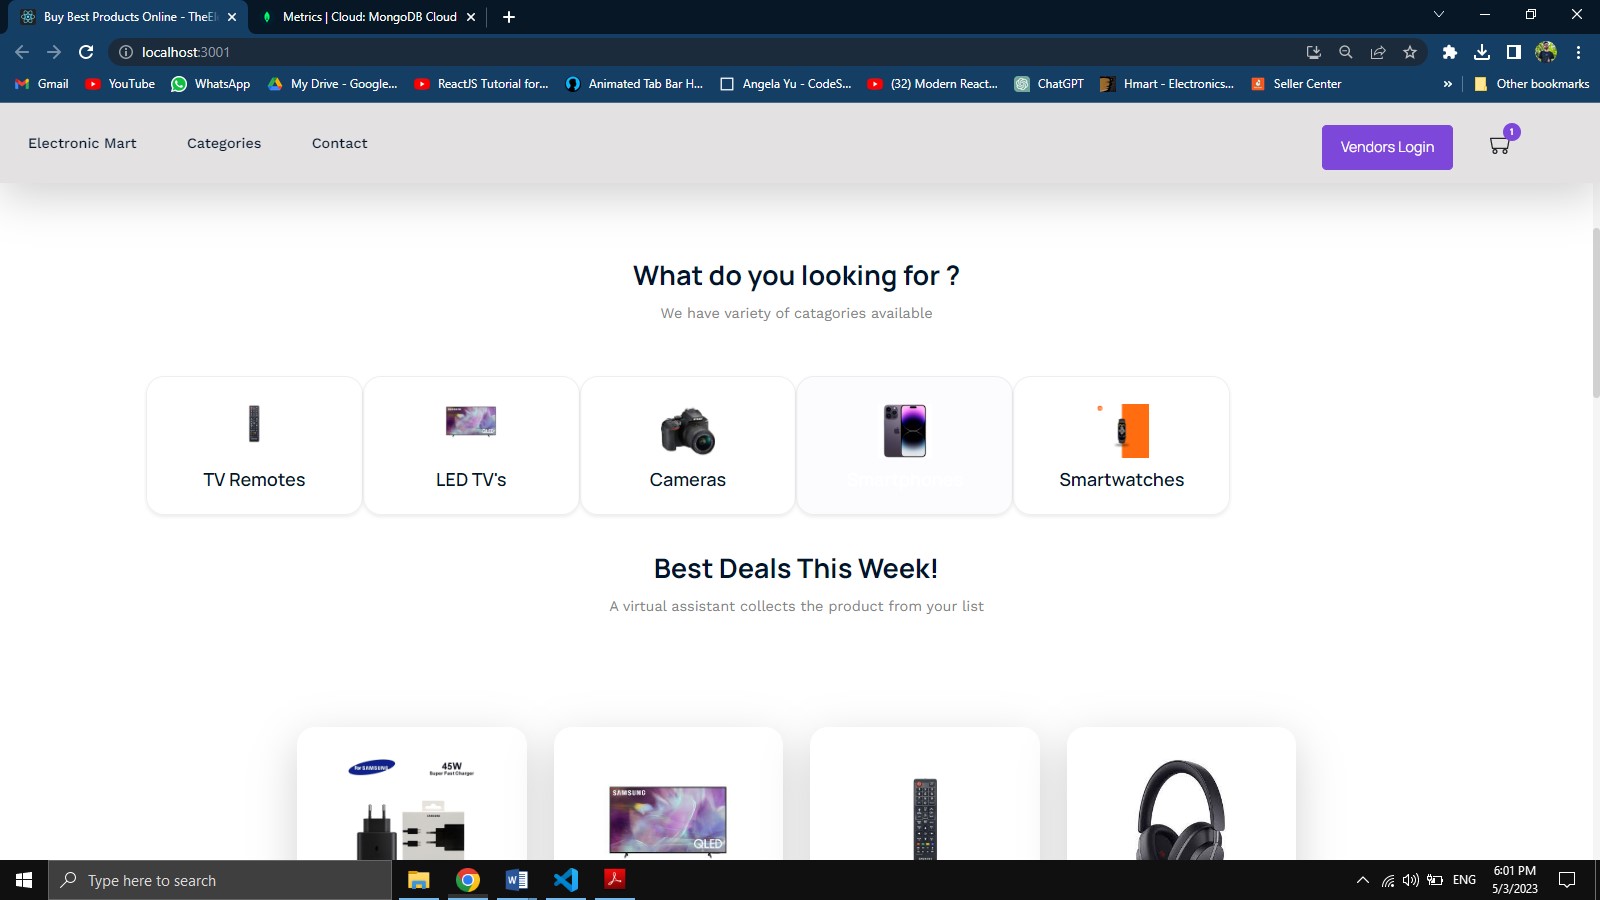 Buy Best Products Online - TheEl
Metrics | Cloud: MongoDB Cloud
localhost:3001
Gmail
YouTube
WhatsApp
My Drive - Google...
ReactJS Tutorial for...
Animated Tab Bar H...
Angela Yu - CodeS...
(32) Modern React...
ChatGPT
Hmart - Electronics...
Seller Center
»
Other bookmarks
Electronic Mart
Categories
Contact
Vendors Login
1
What do you looking for ?
We have variety of catagories available
TV Remotes
LED TV's
Cameras
Smartphones
Smartwatches
Best Deals This Week!
A virtual assistant collects the product from your list
for SAMSUNG
45W
Super Fast Charger
SAMSUNG
QLED
Type here to search
ENG
6:01 PM
5/3/2023